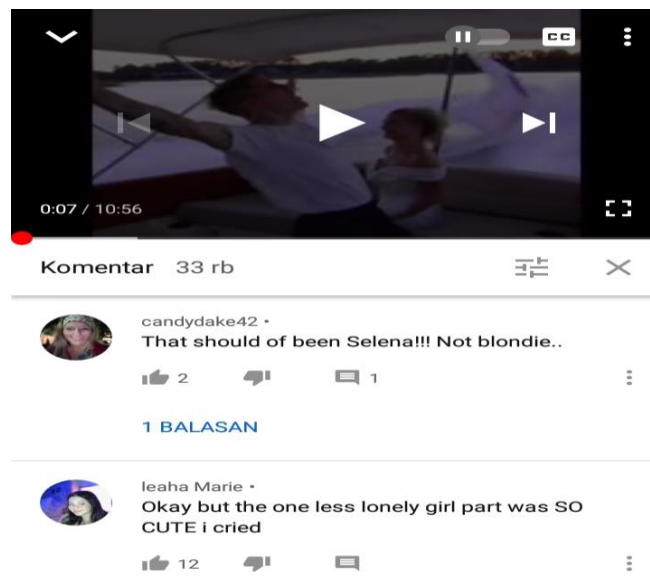 CC
0:07 / 10:56
Komentar 33 rb
candydake42 •
That should of been Selena!!! Not blondie..
2 1
1 BALASAN
leaha Marie •
Okay but the one less lonely girl part was SO
CUTE i cried
12